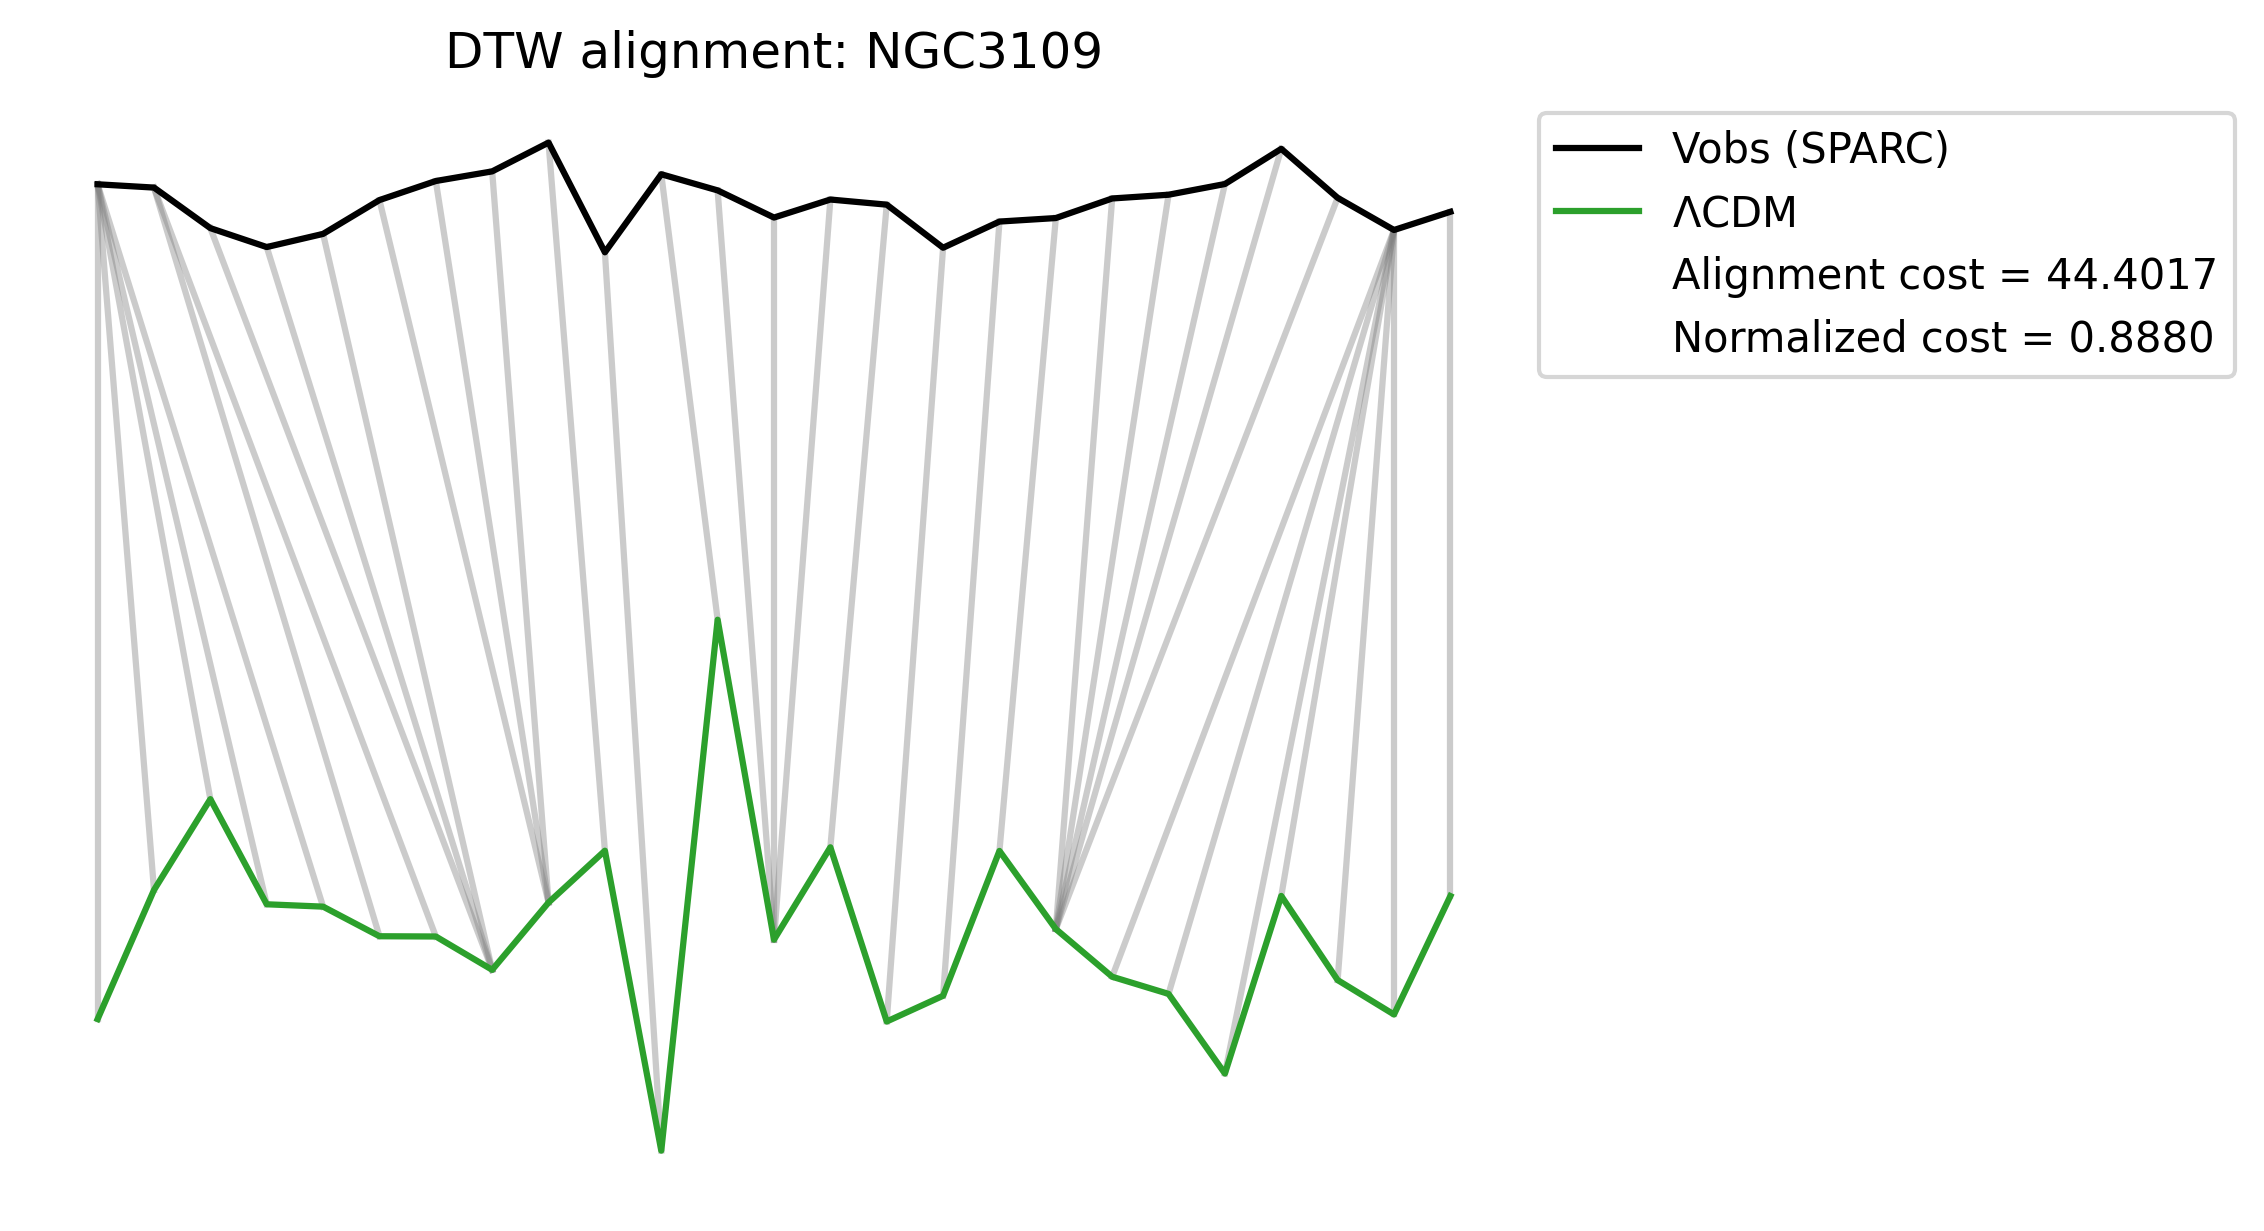 DTW alignment: NGC3109
Vobs (SPARC)
ΛCDM
Alignment cost = 44.4017
Normalized cost = 0.8880